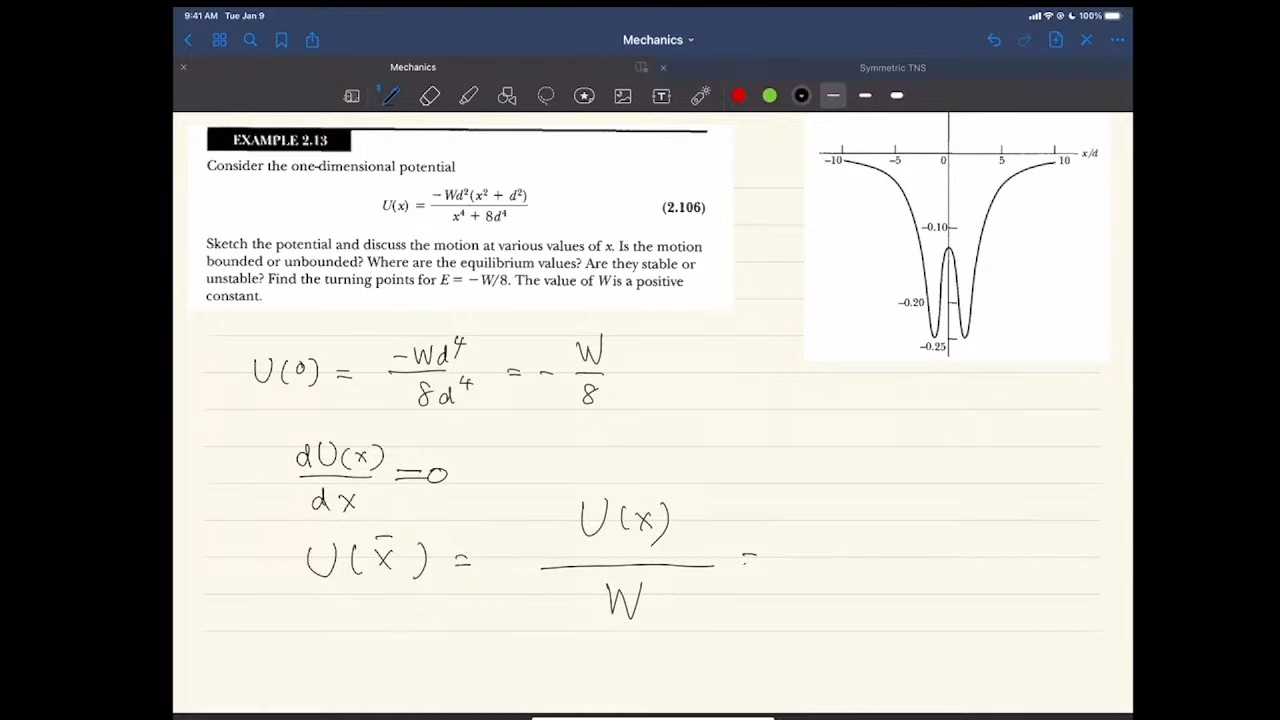 9:41 AM Tue Jan 9
100%
Mechanics
Mechanics
Symmetric TNS
EXAMPLE 2.13
Consider the one-dimensional potential
U(x) = −Wd²(x² + d²) / x⁴ + 8d⁴ (2.106)
Sketch the potential and discuss the motion at various values of x. Is the motion
bounded or unbounded? Where are the equilibrium values? Are they stable or
unstable? Find the turning points for E = −W/8. The value of W is a positive
constant.
−10 −5 0 5 10 x/d
−0.10
−0.20
−0.25
U(0) = −Wd⁴ / 8d⁴ = − W / 8
dU(x) / dx = 0
U(x̄) = U(x) / W =